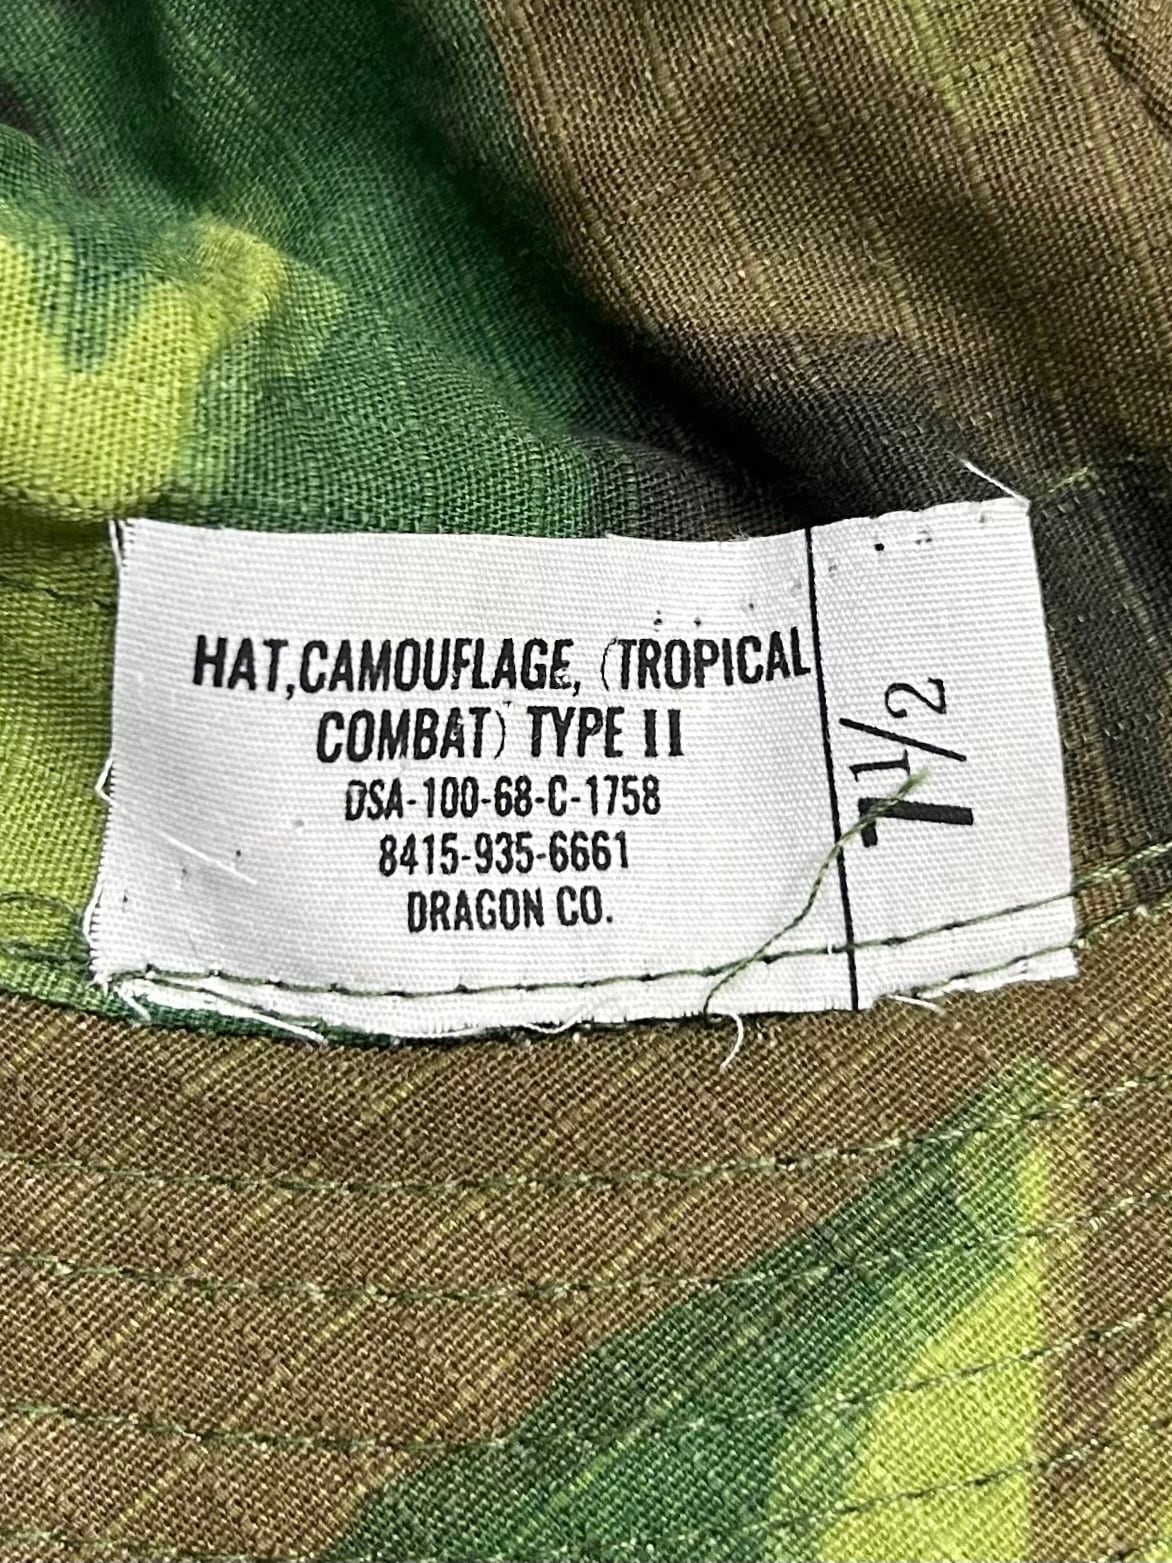 HAT,CAMOUFLAGE, (TROPICAL
COMBAT) TYPE II
DSA-100-68-C-1758
8415-935-6661
DRAGON CO.
7 1/2